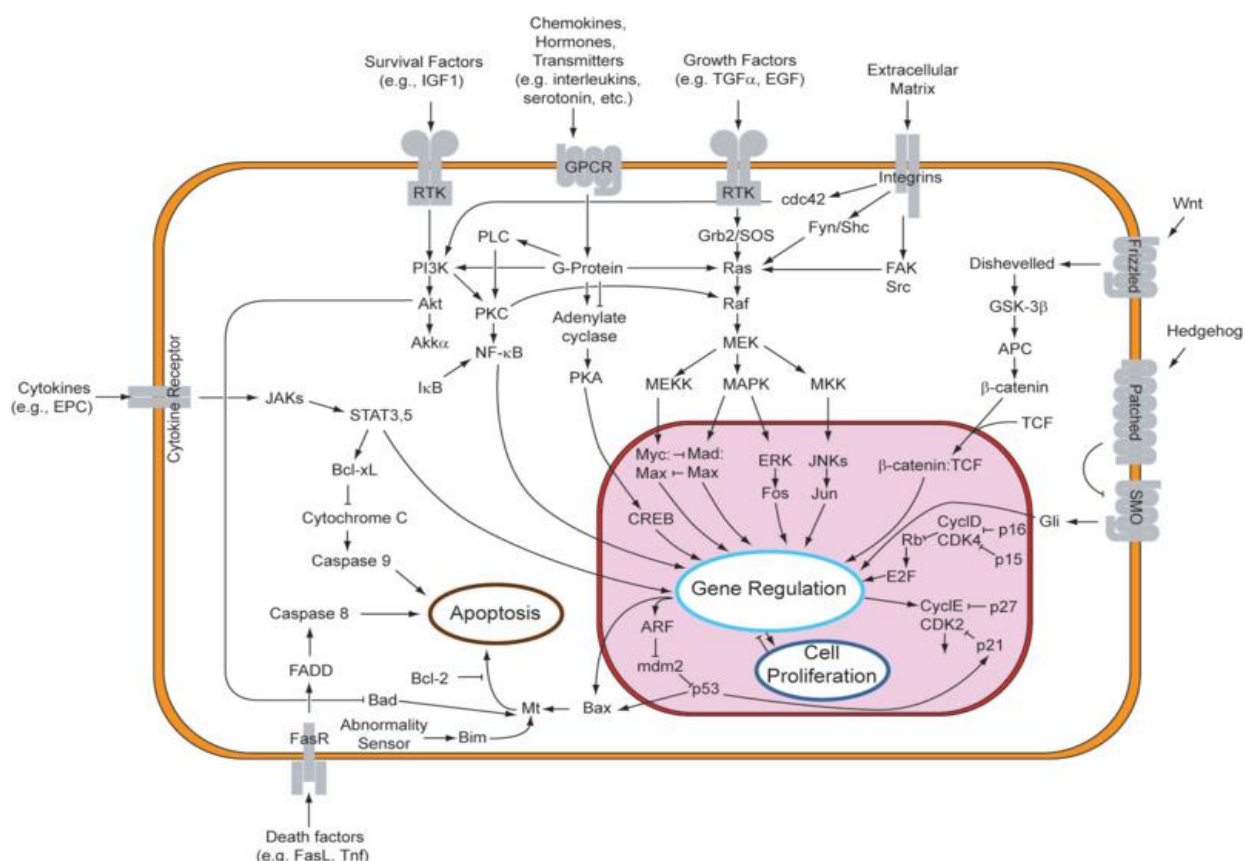 Survival Factors
(e.g., IGF1)
Chemokines,
Hormones,
Transmitters
(e.g. interleukins,
serotonin, etc.)
Growth Factors
(e.g. TGFα, EGF)
Extracellular
Matrix
RTK
GPCR
RTK
Integrins
cdc42
Wnt
PLC
Grb2/SOS
Fyn/Shc
Frizzled
PI3K
G-Protein
Ras
FAK
Src
Dishevelled
Akt
PKC
Adenylate
cyclase
Raf
GSK-3β
Hedgehog
Akkα
NF-κB
MEK
APC
IκB
PKA
MEKK
MAPK
MKK
β-catenin
Patched
Cytokines
(e.g., EPC)
Cytokine Receptor
JAKs
STAT3,5
TCF
Bcl-xL
Myc:
Max
Mad:
Max
ERK
JNKs
β-catenin:TCF
Fos
Jun
SMO
Cytochrome C
CREB
Gli
CyclD
CDK4
p16
Rb
p15
Caspase 9
E2F
Gene Regulation
Caspase 8
Apoptosis
ARF
CyclE
CDK2
p27
p21
FADD
Bcl-2
mdm2
Cell
Proliferation
p53
Bad
Mt
Bax
Abnormality
Sensor
Bim
FasR
Death factors
(e.g. FasL, Tnf)